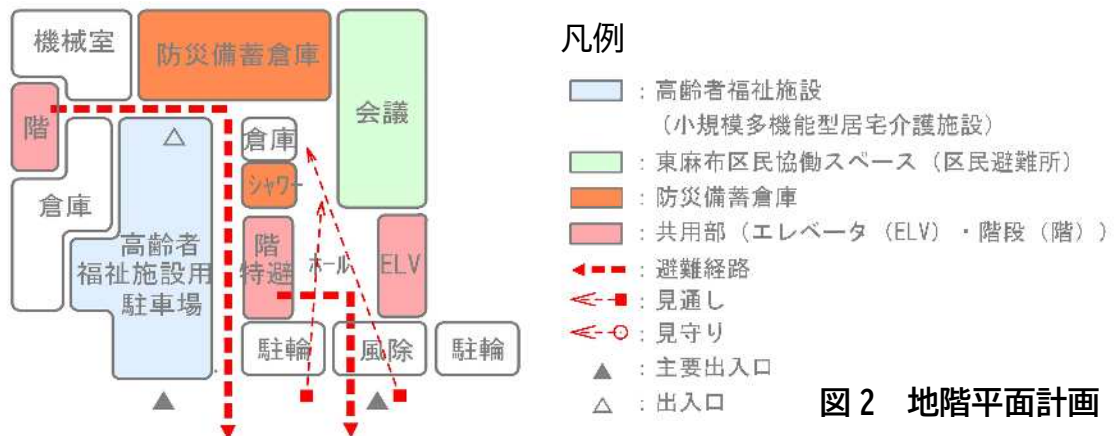 機械室
防災備蓄倉庫
会議
階
倉庫
シャワー
倉庫
高齢者
福祉施設用
駐車場
階
特避
ホール
ELV
駐輪
風除
駐輪
凡例
：高齢者福祉施設
（小規模多機能型居宅介護施設）
：東麻布区民協働スペース（区民避難所）
：防災備蓄倉庫
：共用部（エレベータ（ELV）・階段（階））
：避難経路
：見通し
：見守り
：主要出入口
：出入口
図２　地階平面計画